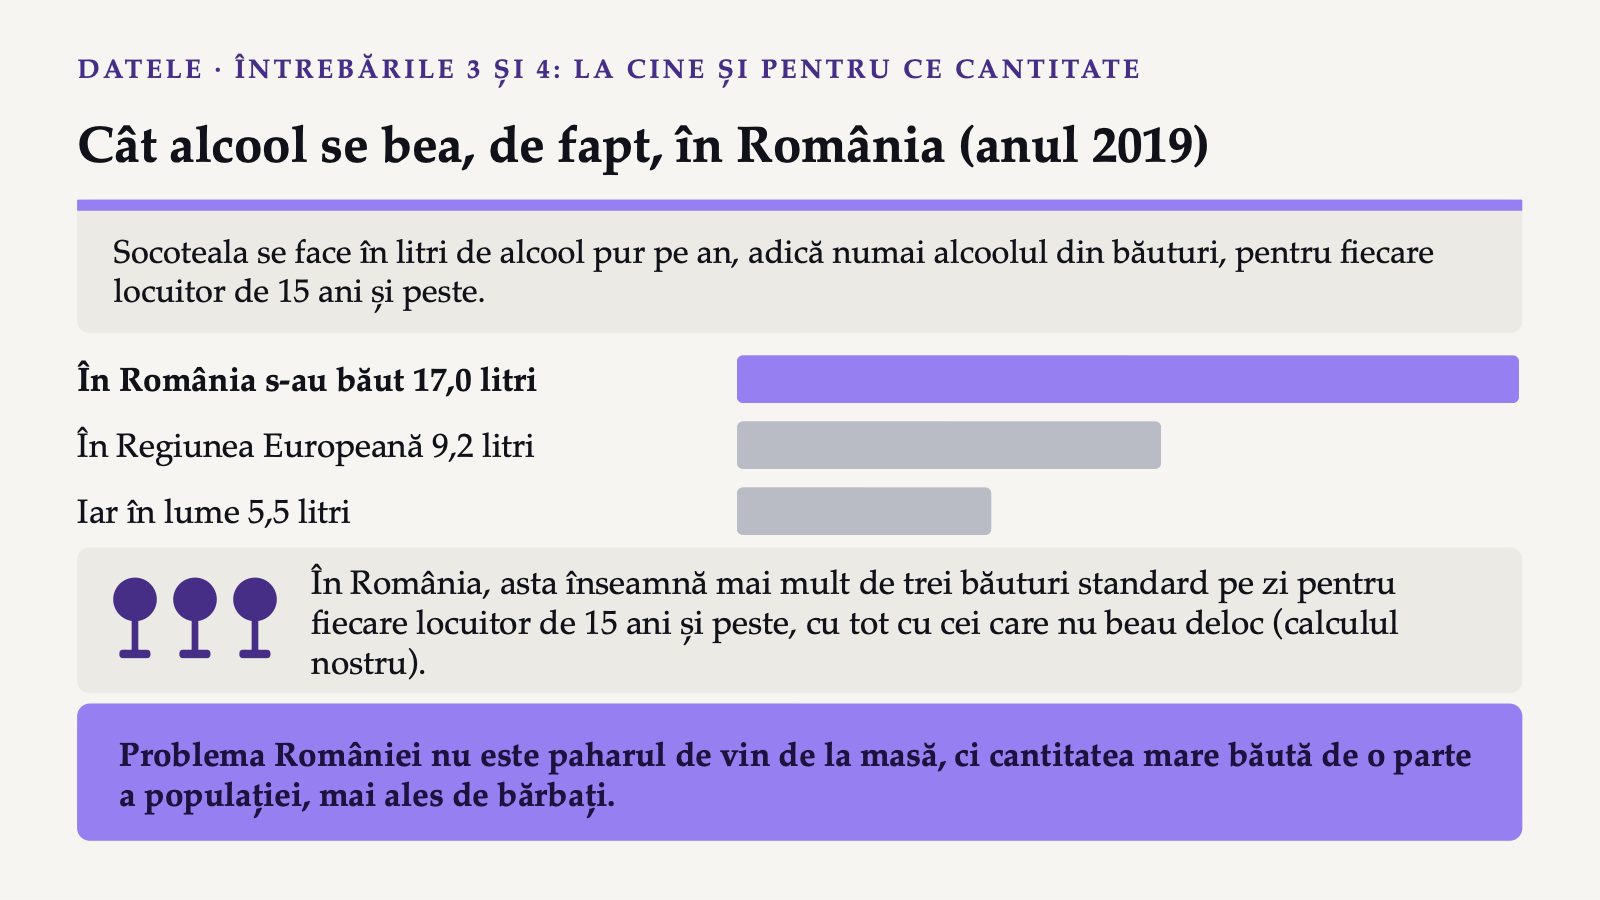 DATELE · ÎNTREBĂRILE 3 ȘI 4: LA CINE ȘI PENTRU CE CANTITATE
Cât alcool se bea, de fapt, în România (anul 2019)
Socoteala se face în litri de alcool pur pe an, adică numai alcoolul din băuturi, pentru fiecare
locuitor de 15 ani și peste.
În România s-au băut 17,0 litri
În Regiunea Europeană 9,2 litri
Iar în lume 5,5 litri
În România, asta înseamnă mai mult de trei băuturi standard pe zi pentru
fiecare locuitor de 15 ani și peste, cu tot cu cei care nu beau deloc (calculul
nostru).
Problema României nu este paharul de vin de la masă, ci cantitatea mare băută de o parte
a populației, mai ales de bărbați.